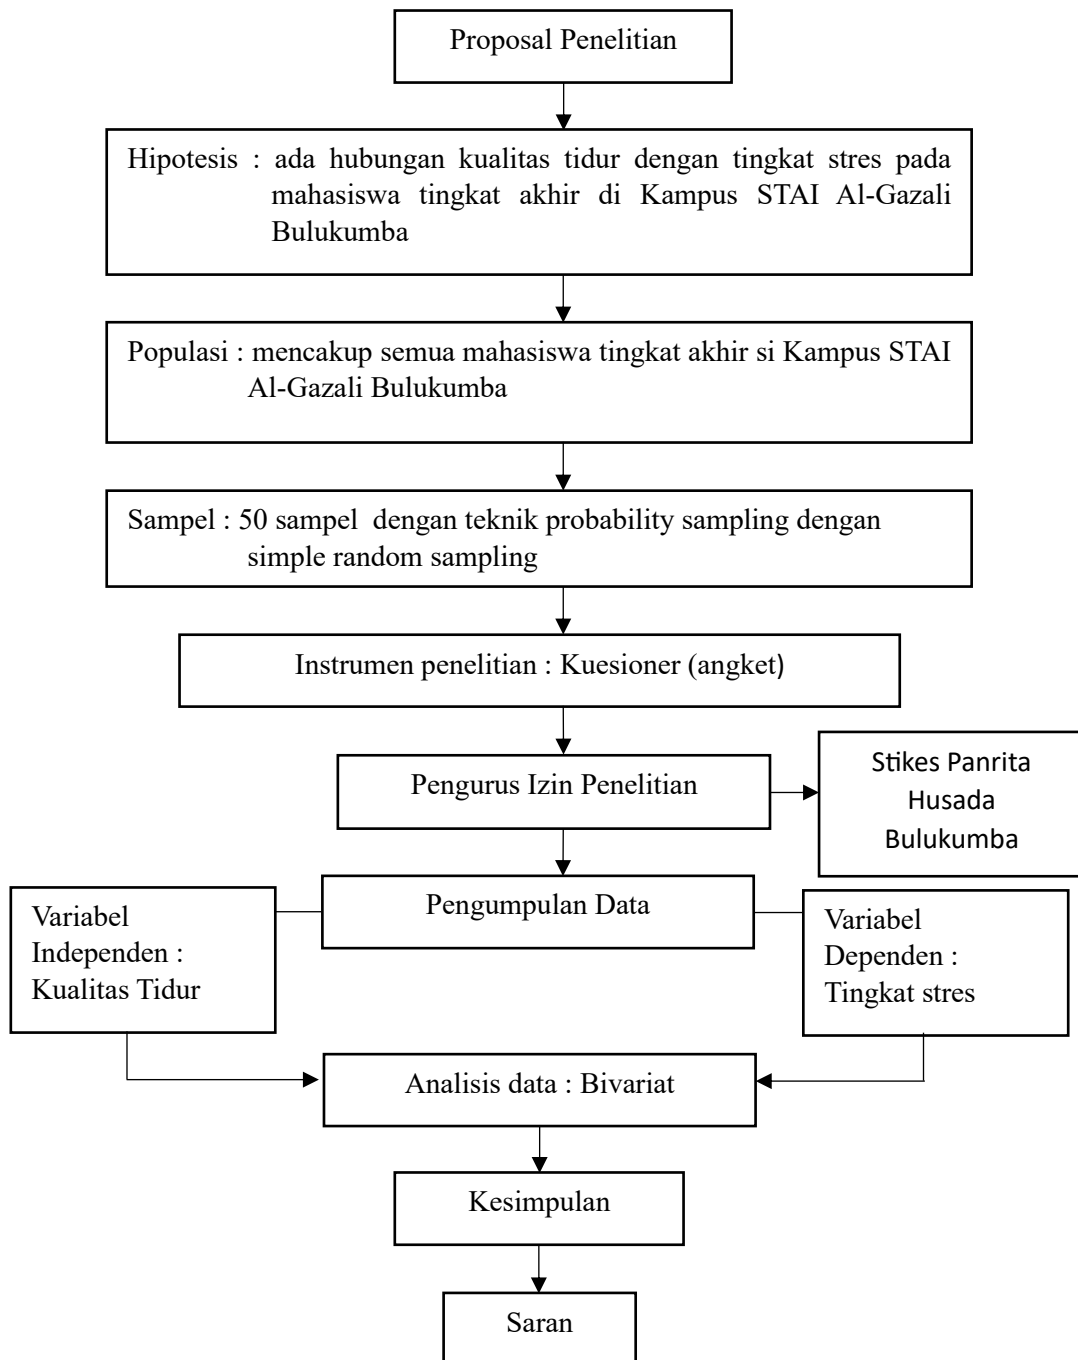 Proposal Penelitian
Hipotesis : ada hubungan kualitas tidur dengan tingkat stres pada
mahasiswa tingkat akhir di Kampus STAI Al-Gazali
Bulukumba
Populasi : mencakup semua mahasiswa tingkat akhir si Kampus STAI
Al-Gazali Bulukumba
Sampel : 50 sampel dengan teknik probability sampling dengan
simple random sampling
Instrumen penelitian : Kuesioner (angket)
Pengurus Izin Penelitian
Stikes Panrita
Husada
Bulukumba
Pengumpulan Data
Variabel
Independen :
Kualitas Tidur
Variabel
Dependen :
Tingkat stres
Analisis data : Bivariat
Kesimpulan
Saran